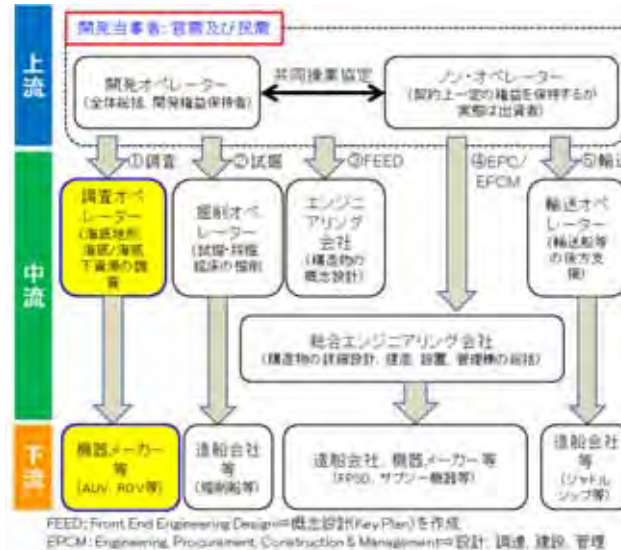 開発当事者:官需及び民需
上流
開発オペレーター
(全体総括、開発権益保持者)
共同操業協定
ノン・オペレーター
(契約上一定の権益を保持するが
実態は出資者)
①調査
②試掘
③FEED
④EPC/
EPCM
⑤輸送
中流
調査オペ
レーター
(海底地形、
海底/海底
下資源の調
査)
掘削オペ
レーター
(試掘・採掘
鉱床の掘削)
エンジニ
アリング
会社
(構造物の
概念設計)
輸送オペ
レーター
(輸送船等
の後方支
援)
総合エンジニアリング会社
(構造物の詳細設計、建造、設置、管理権の総括)
下流
機器メーカー
等
(AUV、ROV等)
造船会社
等
(掘削船等)
造船会社、機器メーカー等
(FPSO、サブシー機器等)
造船会社
等
(シャトル
シップ等)
FEED: Front End Engineering Design⇒概念設計(Key Plan)を作成
EPCM: Engineering, Procurement, Construction & Management⇒設計、調達、建設、管理